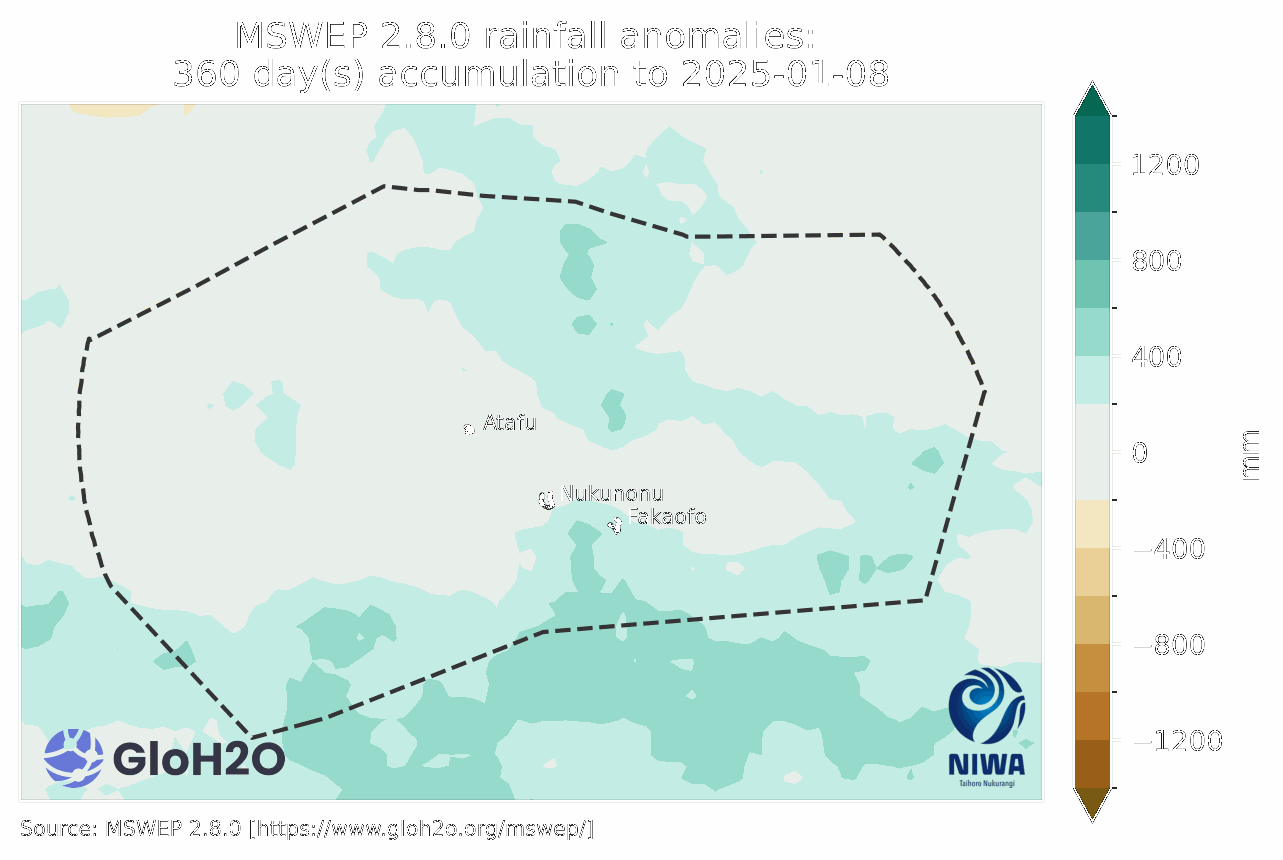 MSWEP 2.8.0 rainfall anomalies:
360 day(s) accumulation to 2025-01-08
1200
800
400
0
−400
−800
−1200
mm
Atafu
Nukunonu
Fakaofo
GloH2O
NIWA
Taihoro Nukurangi
Source: MSWEP 2.8.0 [https://www.gloh2o.org/mswep/]